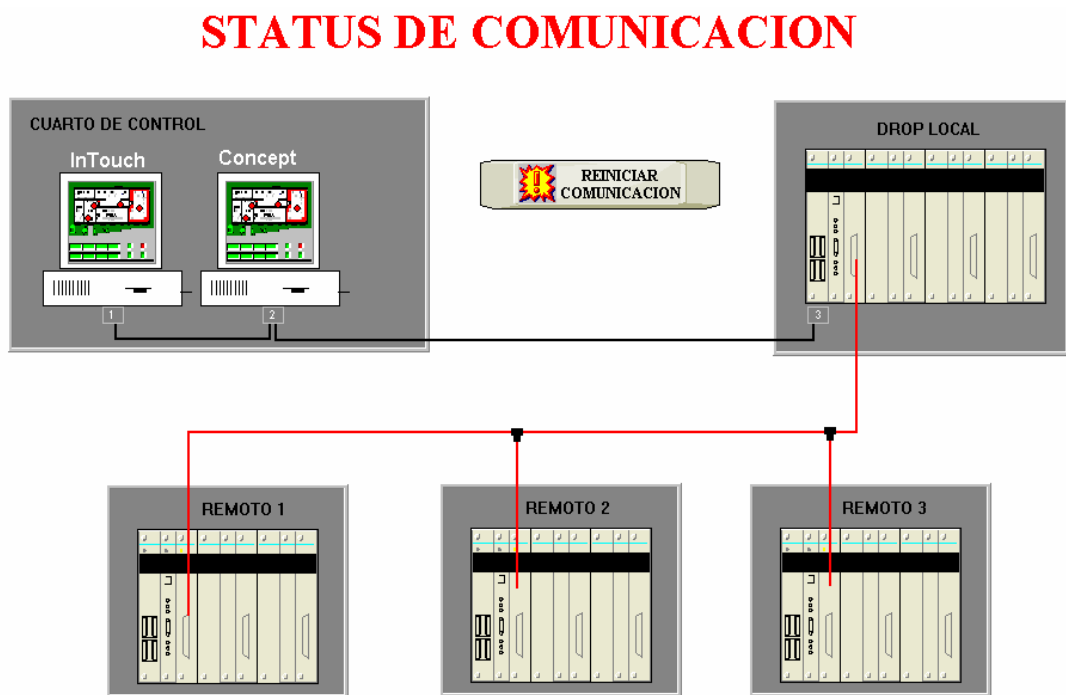 STATUS DE COMUNICACION
CUARTO DE CONTROL
InTouch
Concept
1
2
REINICIAR
COMUNICACION
DROP LOCAL
3
REMOTO 1
REMOTO 2
REMOTO 3